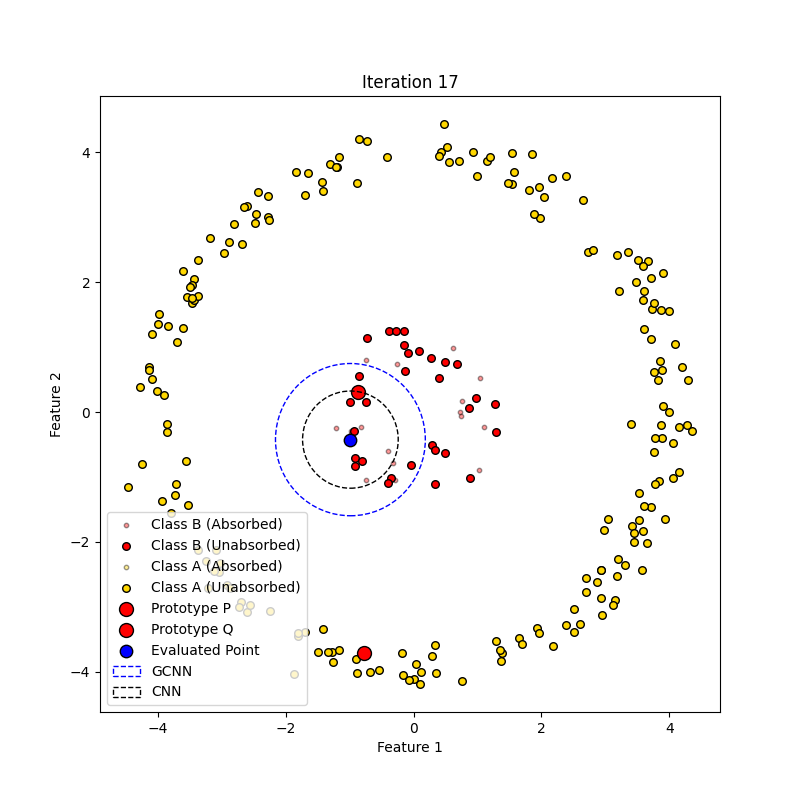 Iteration 17
4
2
0
−2
−4
Feature 2
Class B (Absorbed)
Class B (Unabsorbed)
Class A (Absorbed)
Class A (Unabsorbed)
Prototype P
Prototype Q
Evaluated Point
GCNN
CNN
−4 −2 0 2 4
Feature 1